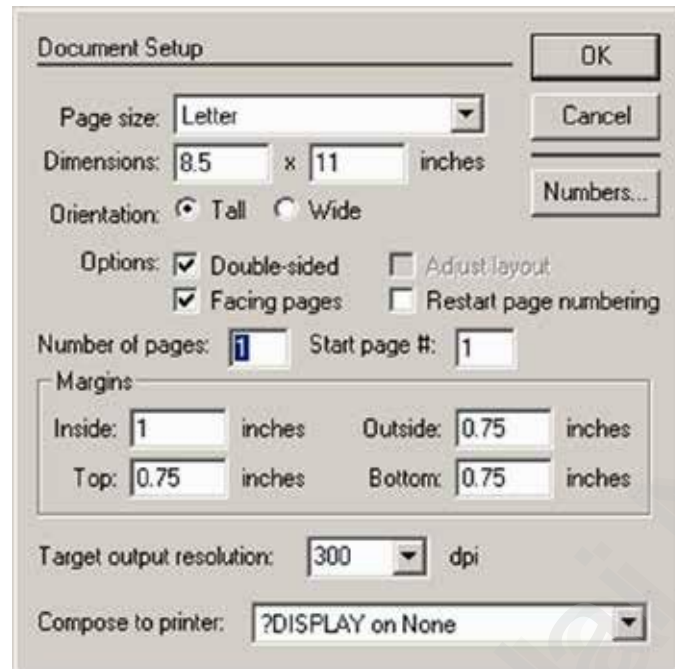 Document Setup
OK
Page size: Letter
Cancel
Dimensions: 8.5 x 11 inches
Numbers...
Orientation: Tall Wide
Options: Double-sided Adjust layout
Facing pages Restart page numbering
Number of pages: 1 Start page #: 1
Margins
Inside: 1 inches Outside: 0.75 inches
Top: 0.75 inches Bottom: 0.75 inches
Target output resolution: 300 dpi
Compose to printer: ?DISPLAY on None